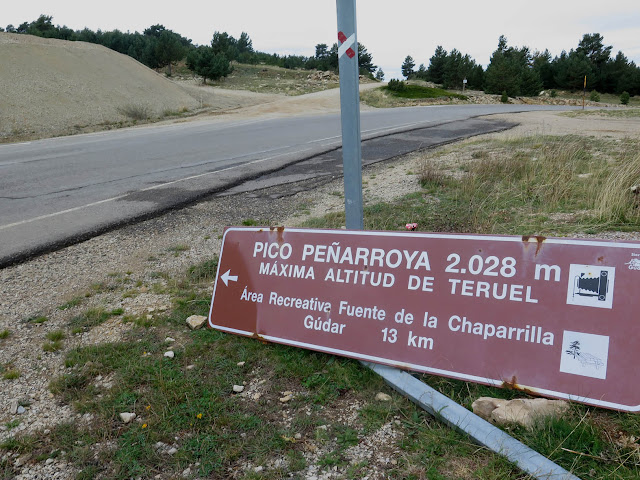 PICO PEÑARROYA 2.028 m
MÁXIMA ALTITUD DE TERUEL
Área Recreativa Fuente de la Chaparrilla
Gúdar 13 km